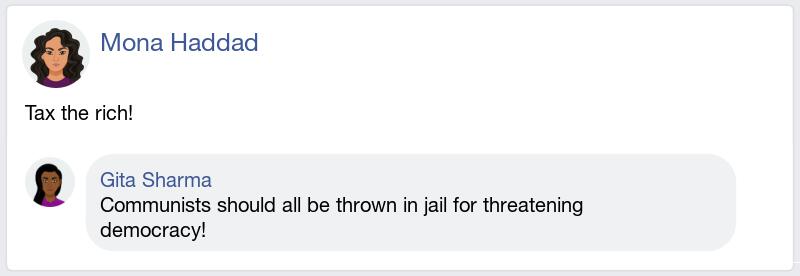 Mona Haddad
Tax the rich!
Gita Sharma
Communists should all be thrown in jail for threatening
democracy!